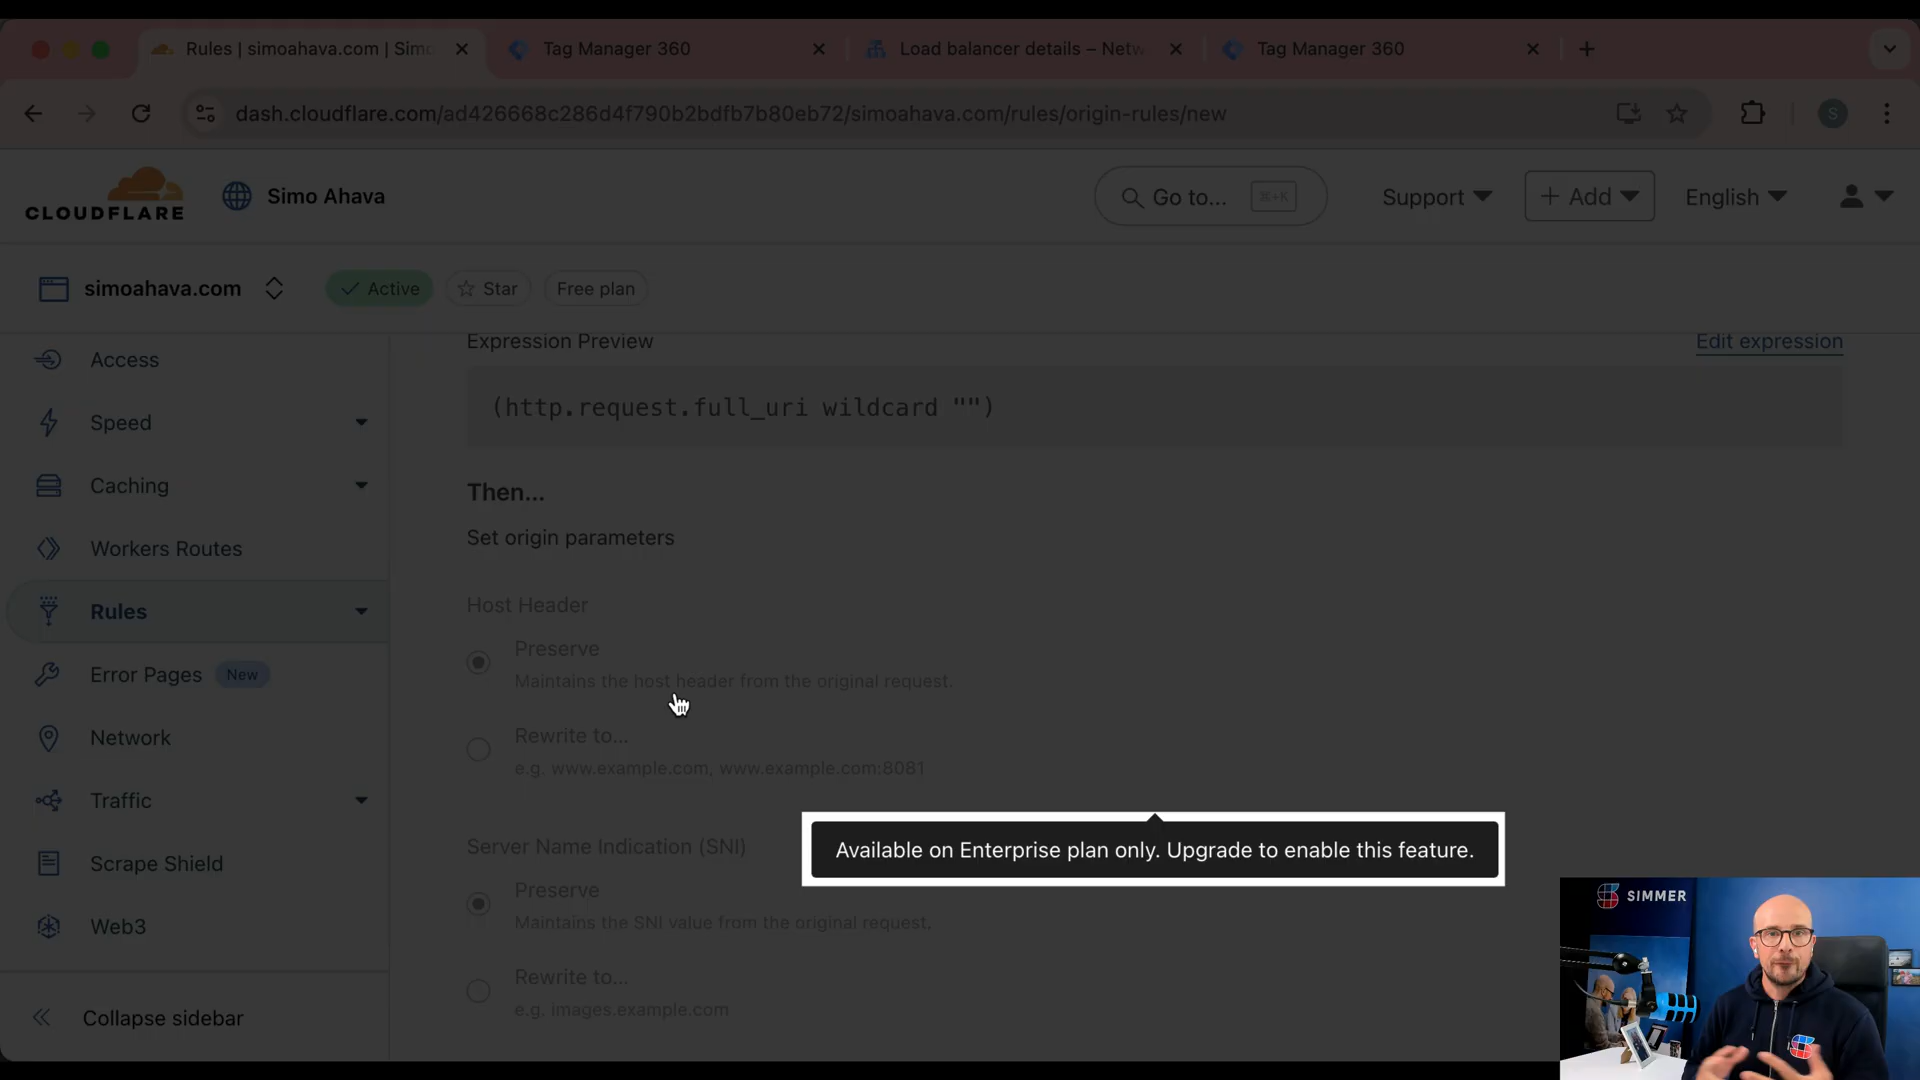 Rules | simoahava.com | Simo
Tag Manager 360
Load balancer details – Netw
Tag Manager 360
dash.cloudflare.com/ad426668c286d4f790b2bdfb7b80eb72/simoahava.com/rules/origin-rules/new
S
CLOUDFLARE
Simo Ahava
Go to...
⌘+K
Support
+ Add
English
simoahava.com
Active
Star
Free plan
Access
Speed
Caching
Workers Routes
Rules
Error Pages New
Network
Traffic
Scrape Shield
Web3
Collapse sidebar
Expression Preview
Edit expression
(http.request.full_uri wildcard "")
Then...
Set origin parameters
Host Header
Preserve
Maintains the host header from the original request.
Rewrite to...
e.g. www.example.com, www.example.com:8081
Available on Enterprise plan only. Upgrade to enable this feature.
Server Name Indication (SNI)
Preserve
Maintains the SNI value from the original request.
Rewrite to...
e.g. images.example.com
SIMMER